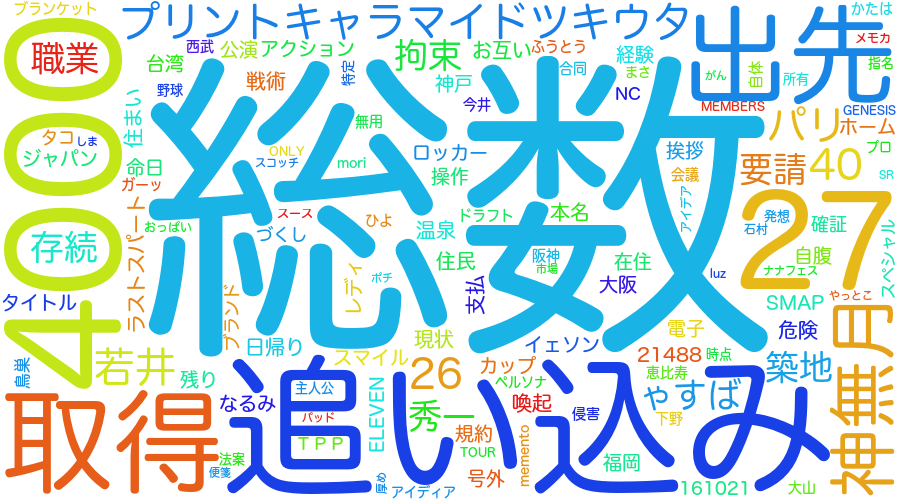 ブランケット
プリントキャラマイドツキウタ
かたは
職業
西武
公演
アクション
拘束
お互い
ふうとう
経験
出先
メモカ
台湾
戦術
特定
神戸
合同
まさ
自体
がん
所有
指名
野球
今井
NC
MEMBERS
GENESIS
4000
住まい
無用
パリ
ホーム
タコ
しま
ONLY
ロッカー
挨拶
プロ
ジャパン
命日
スコッチ
mori
操作
総数
会議
要請
40
SR
ガーッ
スース
ひよ
アイデア
27
おっぱい
づくし
ドラフト
本名
発想
石村
確証
存続
ラストスパート
温泉
阪神
市場
住民
在住
自腹
スペシャル
レディ
ポチ
luz
ナナフェス
タイトル
ブランド
支払
大阪
SMAP
やっとこ
日帰り
現状
イェソン
電子
危険
神無月
鳥巣
若井
残り
スマイル
26
カップ
21488
時点
築地
主人公
ペルソナ
恵比寿
ゃすば
取得
なるみ
パッド
ELEVEN
秀一
喚起
侵害
下野
追い込み
TPP
規約
TOUR
memento
法案
便箋
厚め
号外
福岡
アイディア
161021
大山